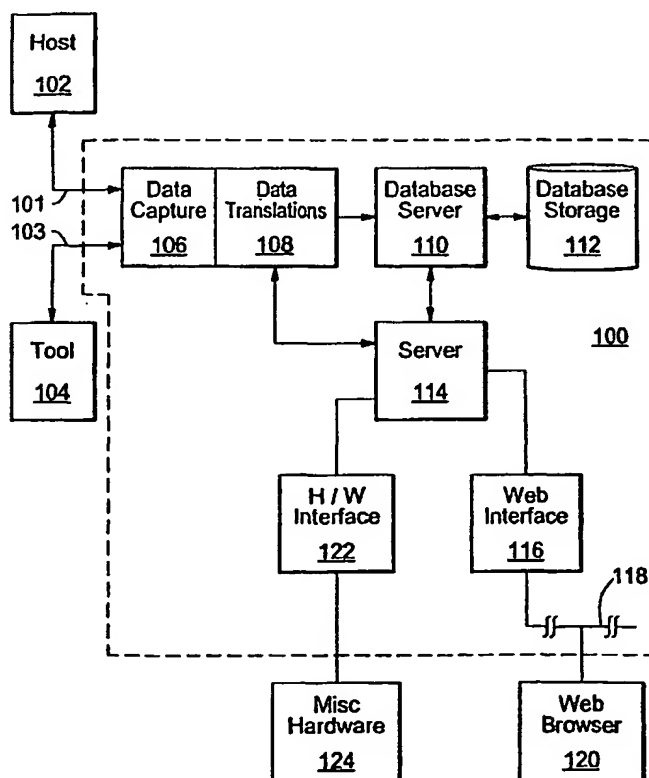 Host
102
101
103
Data
Capture
106
Data
Translations
108
Database
Server
110
Database
Storage
112
Tool
104
Server
114
100
H / W
Interface
122
Web
Interface
116
118
Misc
Hardware
124
Web
Browser
120